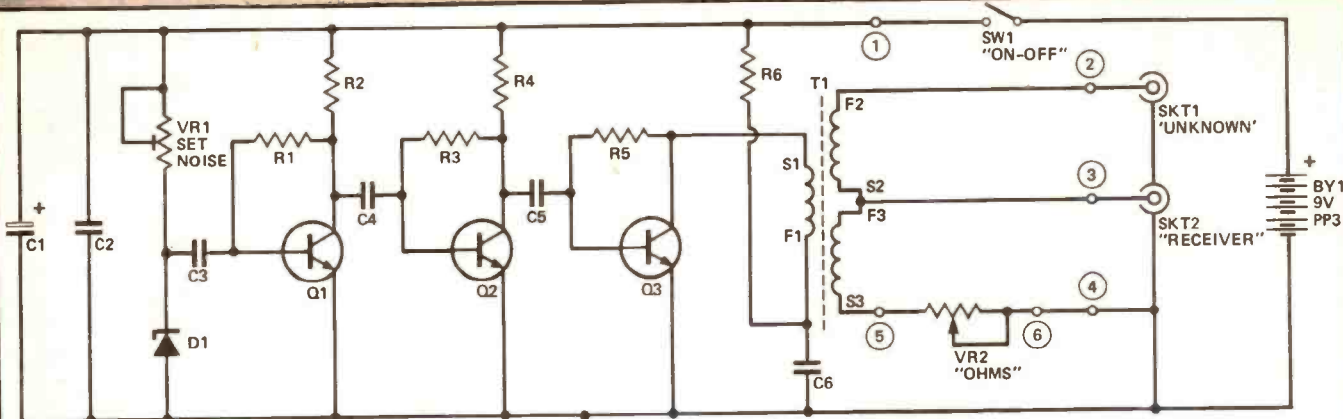 C1
+
C2
VR1
SET
NOISE
D1
C3
R1
R2
Q1
C4
R3
R4
Q2
C5
R5
Q3
R6
C6
T1
S1
F1
F2
S2
F3
S3
1
SW1
"ON-OFF"
2
SKT1
'UNKNOWN'
3
SKT2
"RECEIVER"
4
5
6
VR2
"OHMS"
+
BY1
9V
PP3